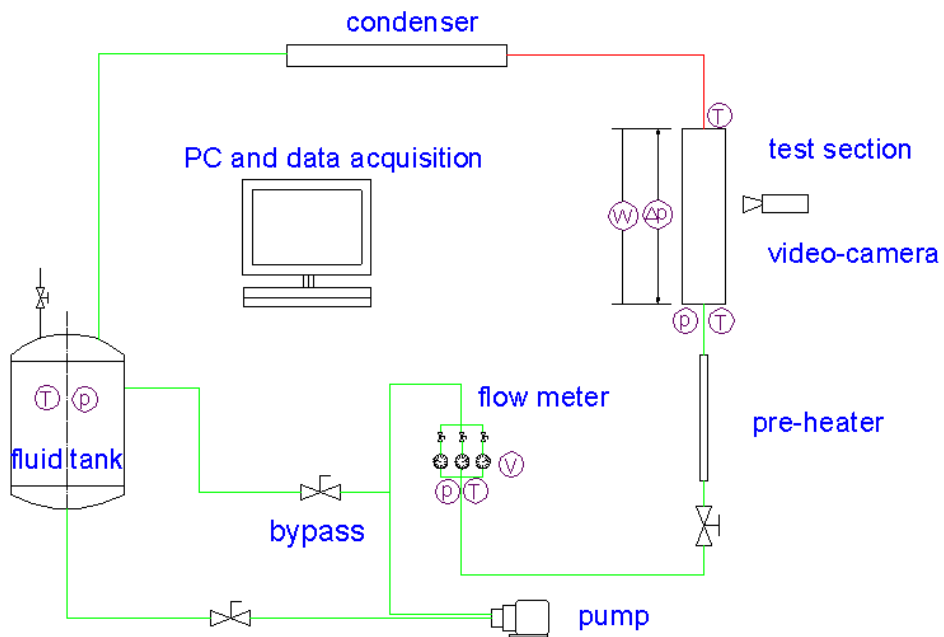 condenser
PC and data acquisition
T
test section
W
Δp
video-camera
p
T
T
p
fluid tank
flow meter
V
p
T
pre-heater
bypass
pump